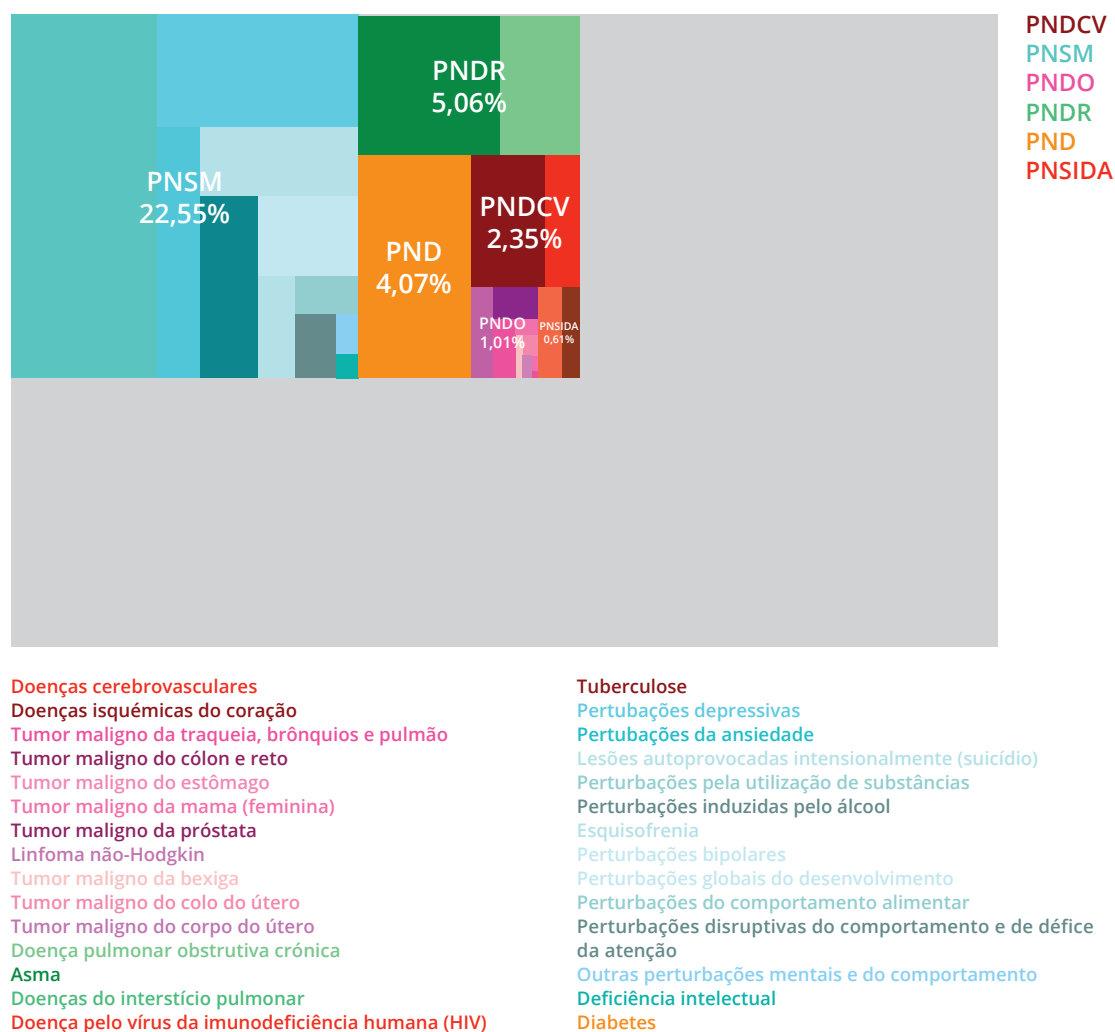 PNDCV
PNSM
PNDO
PNDR
PND
PNSIDA
PNDR
5,06%
PNSM
22,55%
PNDCV
2,35%
PND
4,07%
PNDO
1,01%
PNSIDA
0,61%
Doenças cerebrovasculares
Doenças isquémicas do coração
Tumor maligno da traqueia, brônquios e pulmão
Tumor maligno do cólon e reto
Tumor maligno do estômago
Tumor maligno da mama (feminina)
Tumor maligno da próstata
Linfoma não-Hodgkin
Tumor maligno da bexiga
Tumor maligno do colo do útero
Tumor maligno do corpo do útero
Doença pulmonar obstrutiva crónica
Asma
Doenças do interstício pulmonar
Doença pelo vírus da imunodeficiência humana (HIV)
Tuberculose
Pertubações depressivas
Pertubações da ansiedade
Lesões autoprovocadas intensionalmente (suicídio)
Perturbações pela utilização de substâncias
Perturbações induzidas pelo álcool
Esquisofrenia
Perturbações bipolares
Perturbações globais do desenvolvimento
Perturbações do comportamento alimentar
Perturbações disruptivas do comportamento e de défice
da atenção
Outras perturbações mentais e do comportamento
Deficiência intelectual
Diabetes